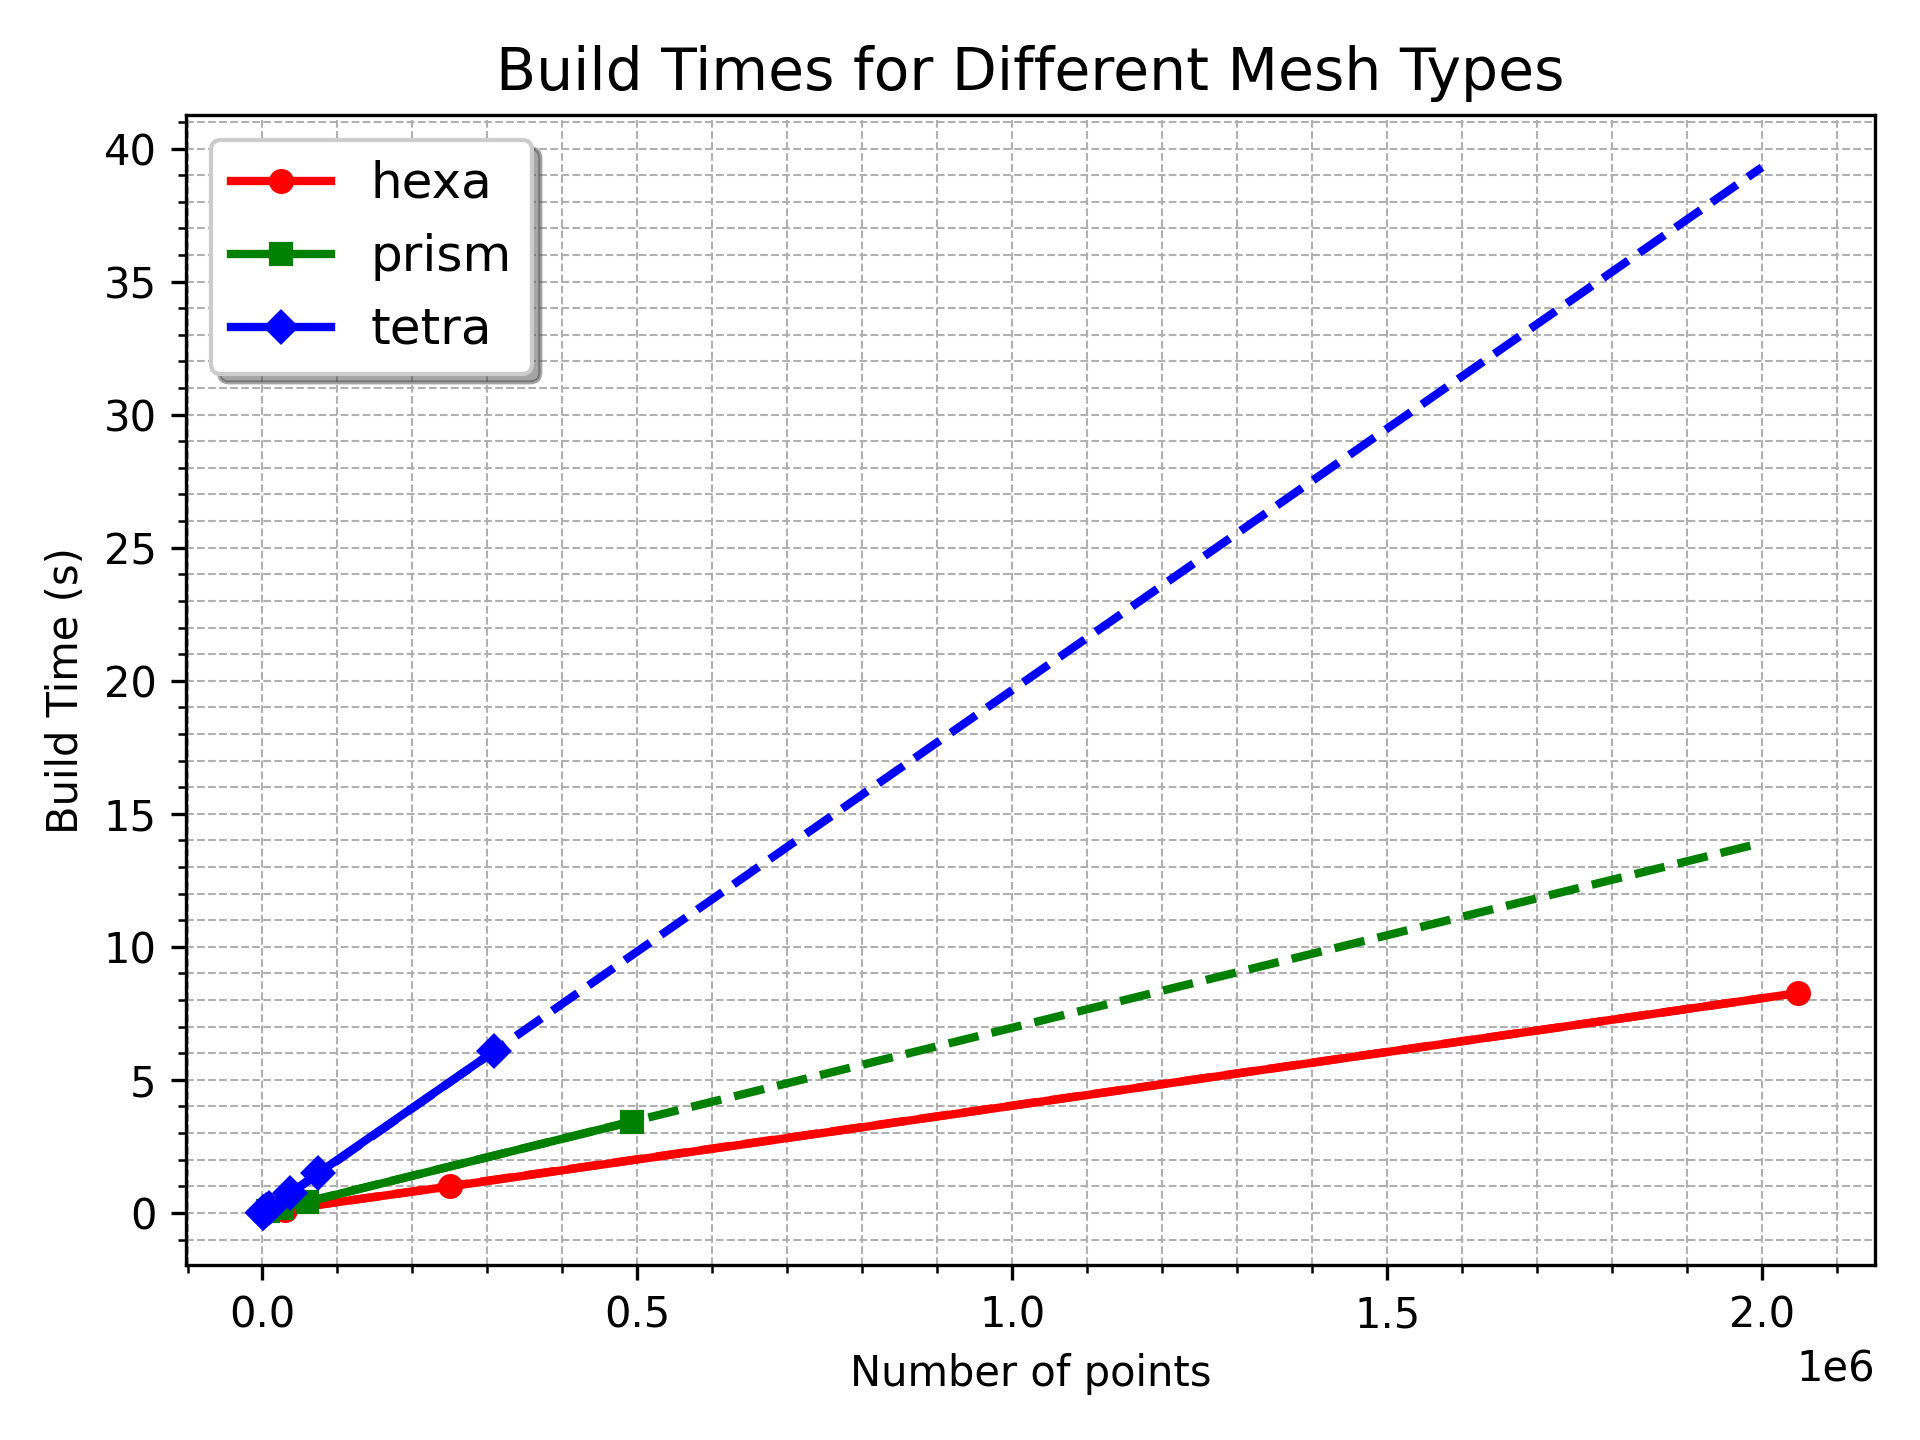 Build Times for Different Mesh Types
hexa
prism
tetra
40
35
30
25
20
15
10
5
0
Build Time (s)
0.0 0.5 1.0 1.5 2.0
1e6
Number of points